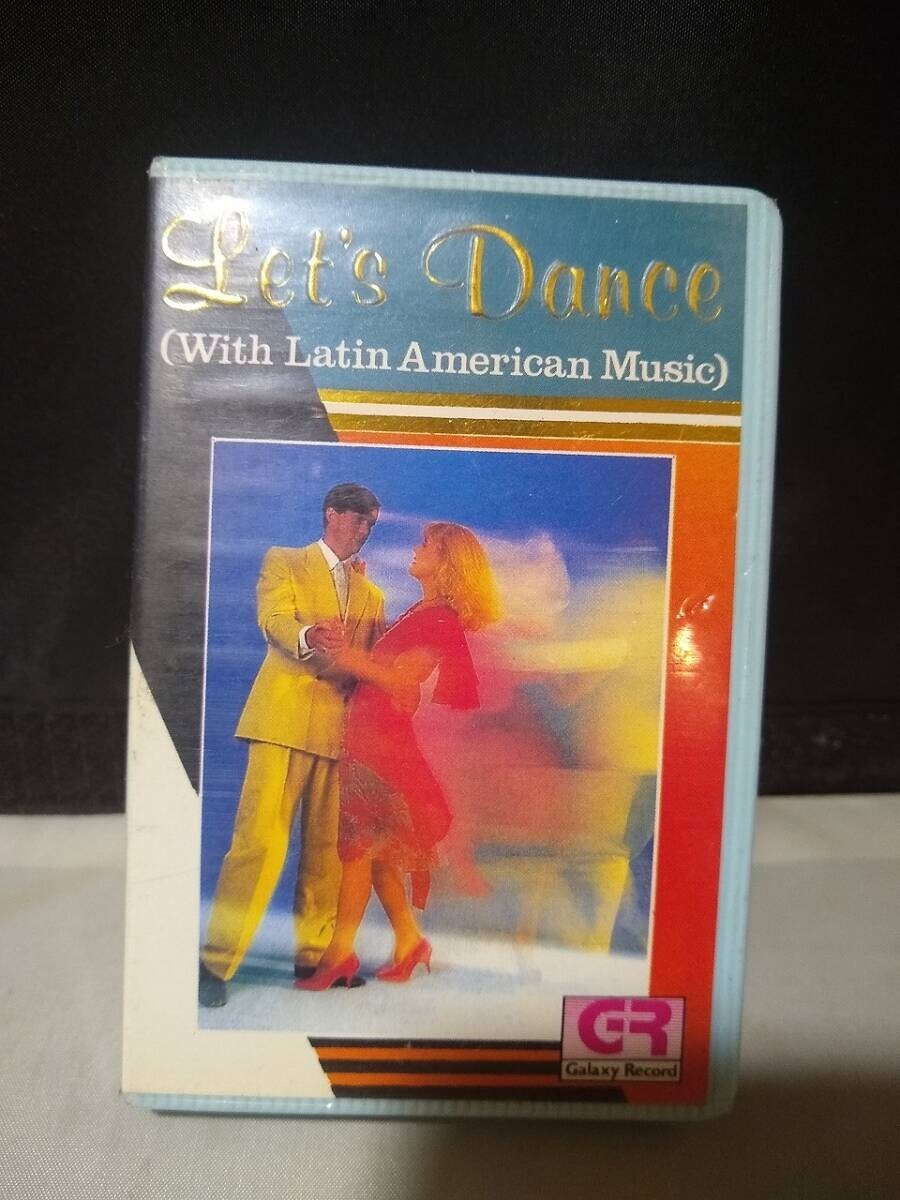 Let's Dance
(With Latin American Music)
GR
Galaxy Record